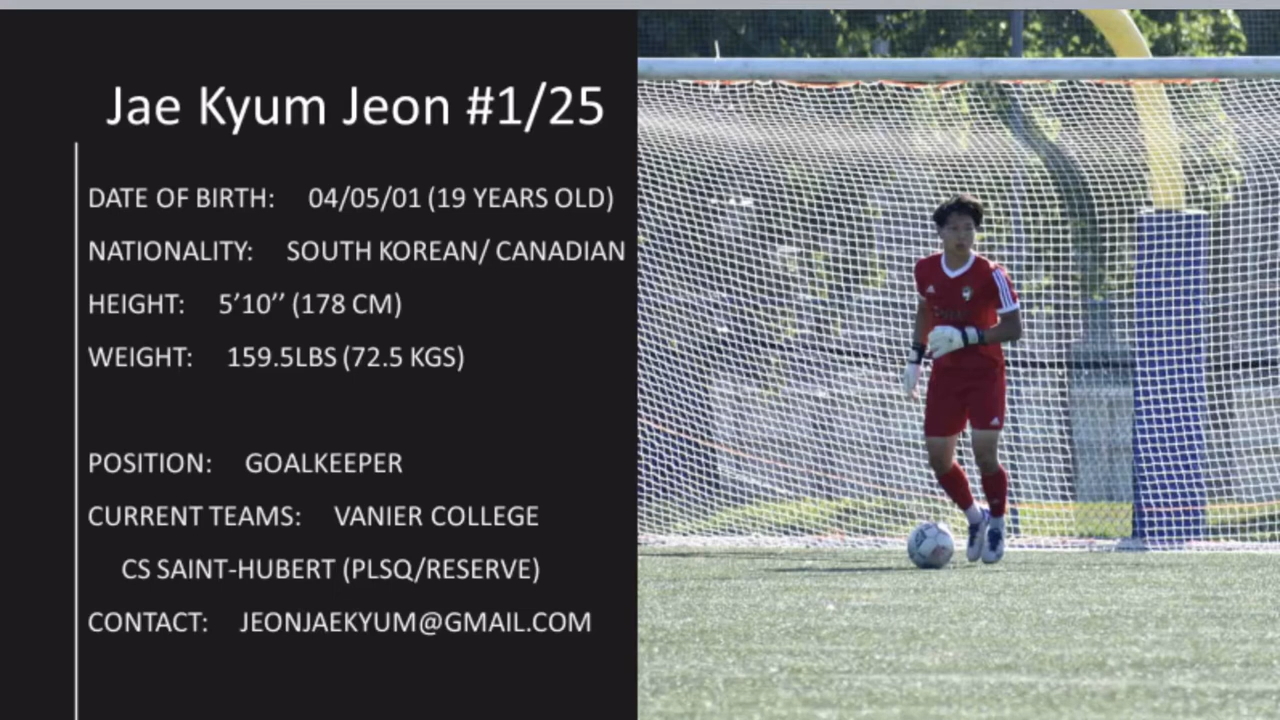 Jae Kyum Jeon #1/25
DATE OF BIRTH: 04/05/01 (19 YEARS OLD)
NATIONALITY: SOUTH KOREAN/ CANADIAN
HEIGHT: 5’10’’ (178 CM)
WEIGHT: 159.5LBS (72.5 KGS)
POSITION: GOALKEEPER
CURRENT TEAMS: VANIER COLLEGE
CS SAINT-HUBERT (PLSQ/RESERVE)
CONTACT: JEONJAEKYUM@GMAIL.COM